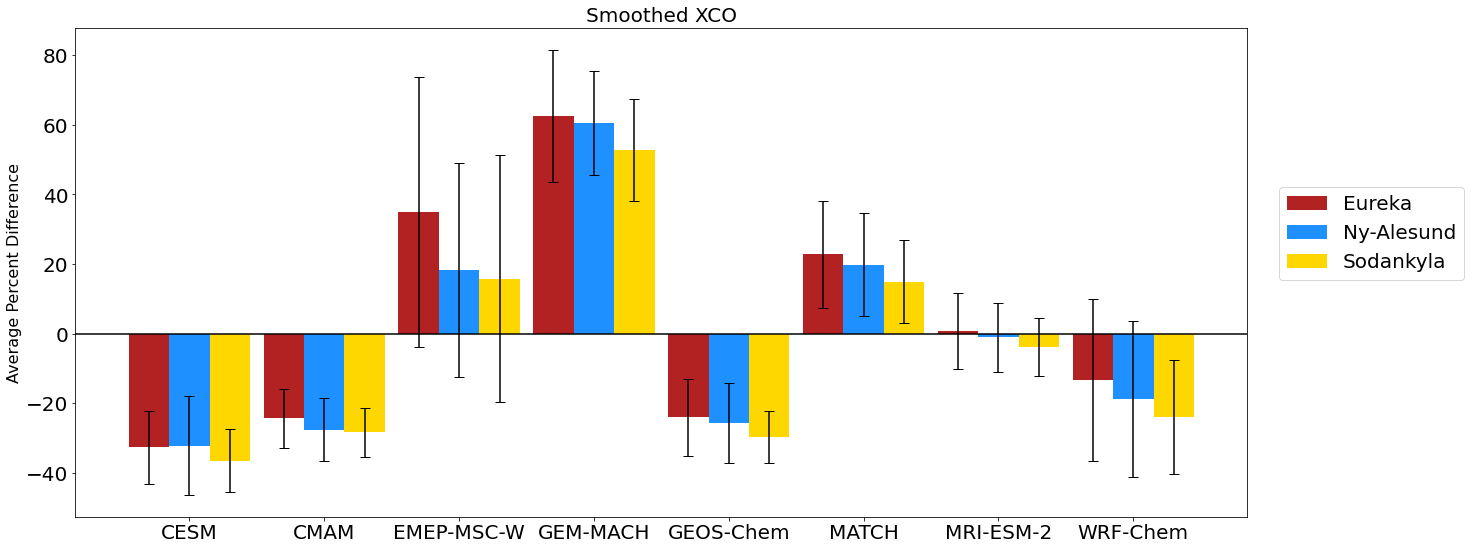 Smoothed XCO
Average Percent Difference
80
60
40
20
0
−20
−40
CESM
CMAM
EMEP-MSC-W
GEM-MACH
GEOS-Chem
MATCH
MRI-ESM-2
WRF-Chem
Eureka
Ny-Alesund
Sodankyla